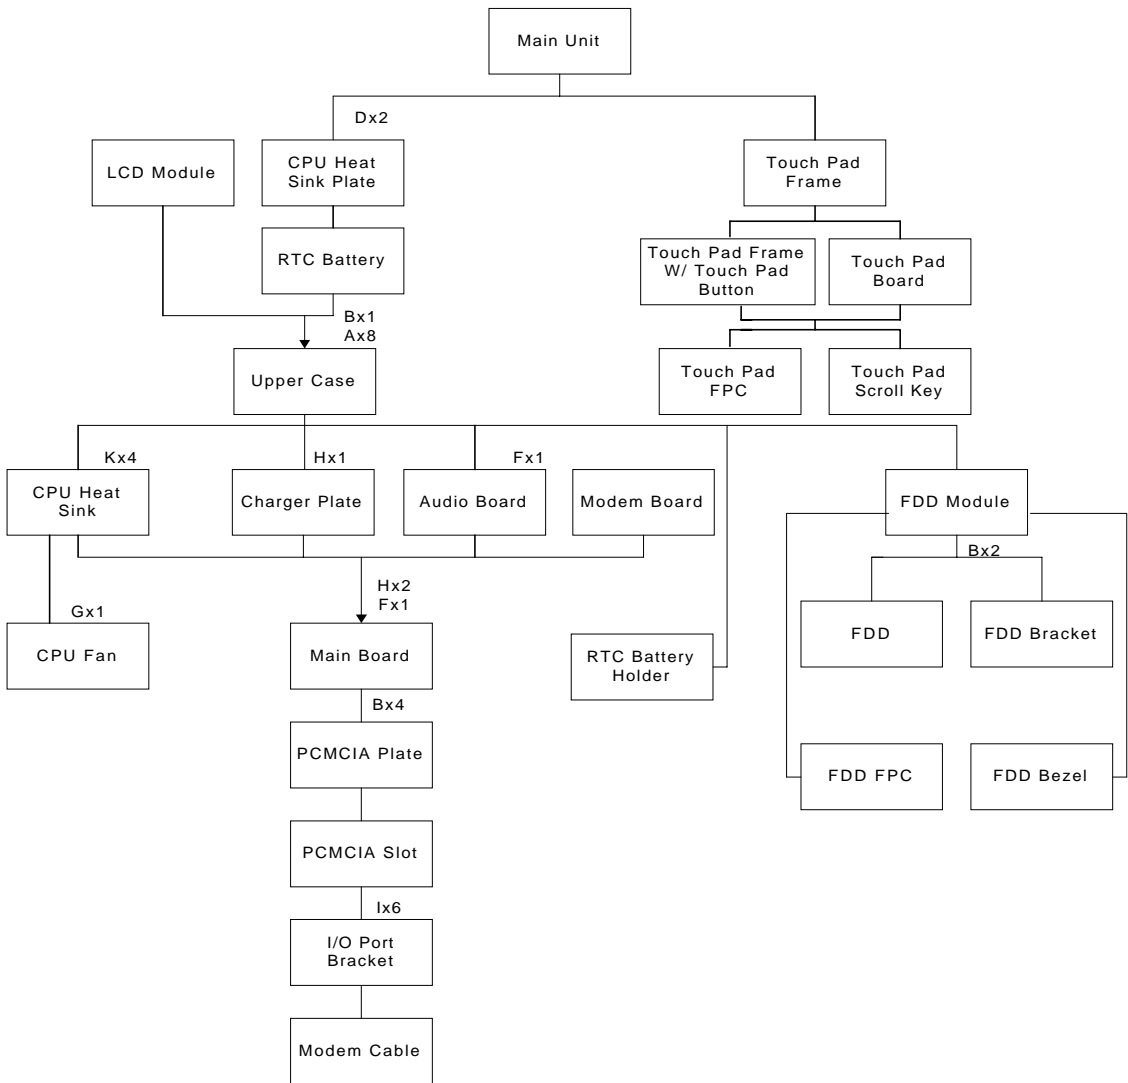 Main Unit
Dx2
LCD Module
CPU Heat
Sink Plate
Touch Pad
Frame
RTC Battery
Touch Pad Frame
W/ Touch Pad
Button
Touch Pad
Board
Bx1
Ax8
Upper Case
Touch Pad
FPC
Touch Pad
Scroll Key
Kx4
Hx1
Fx1
CPU Heat
Sink
Charger Plate
Audio Board
Modem Board
FDD Module
Bx2
Hx2
Fx1
Gx1
CPU Fan
Main Board
RTC Battery
Holder
FDD
FDD Bracket
Bx4
PCMCIA Plate
FDD FPC
FDD Bezel
PCMCIA Slot
Ix6
I/O Port
Bracket
Modem Cable